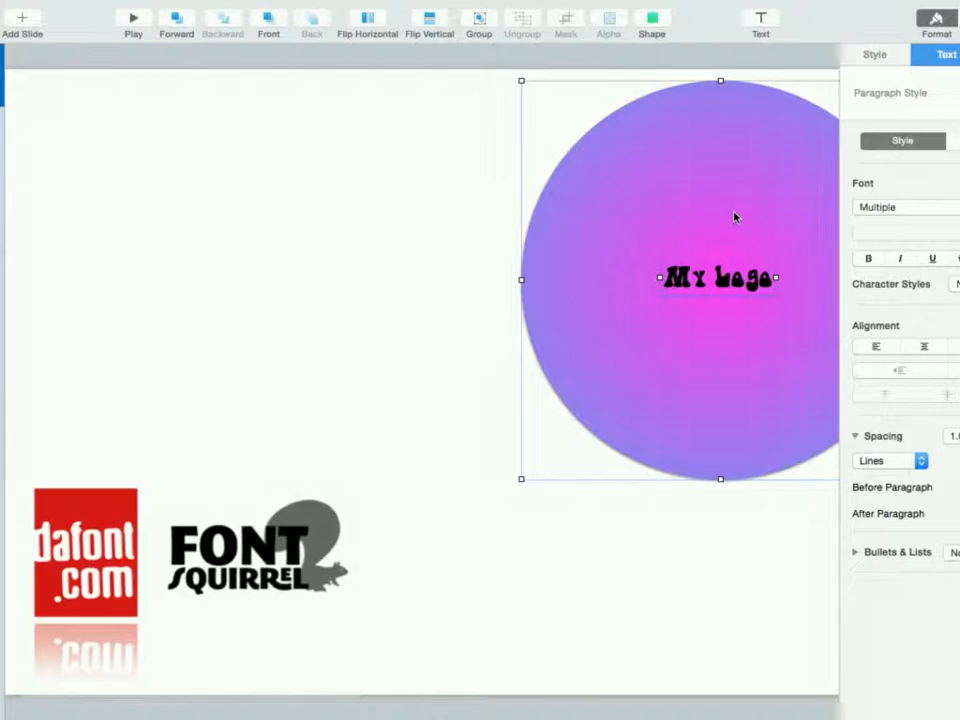 Add Slide
Play
Forward
Backward
Front
Back
Flip Horizontal
Flip Vertical
Group
Ungroup
Mask
Alpha
Shape
Text
Format
Style
Text
Paragraph Style
Style
Font
Multiple
B I U
Character Styles
Alignment
Spacing
Lines
Before Paragraph
After Paragraph
Bullets & Lists
My Logo
dafont
.com
FONT
SQUIRREL